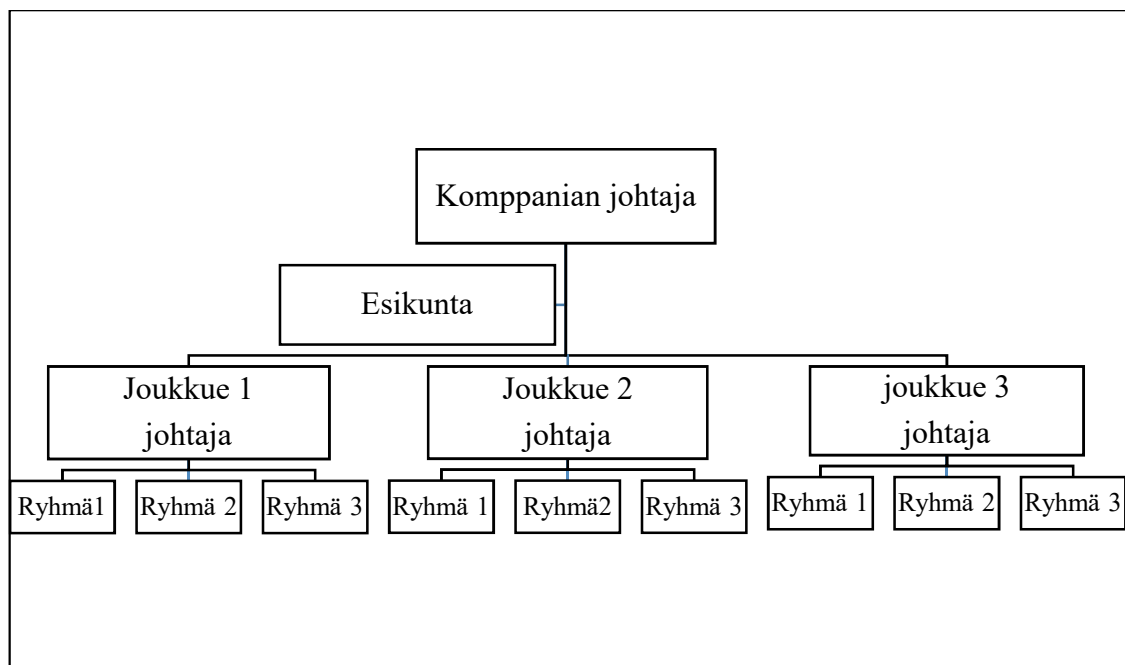 Komppanian johtaja
Esikunta
Joukkue 1
johtaja
Joukkue 2
johtaja
joukkue 3
johtaja
Ryhmä1
Ryhmä 2
Ryhmä 3
Ryhmä 1
Ryhmä2
Ryhmä 3
Ryhmä 1
Ryhmä 2
Ryhmä 3